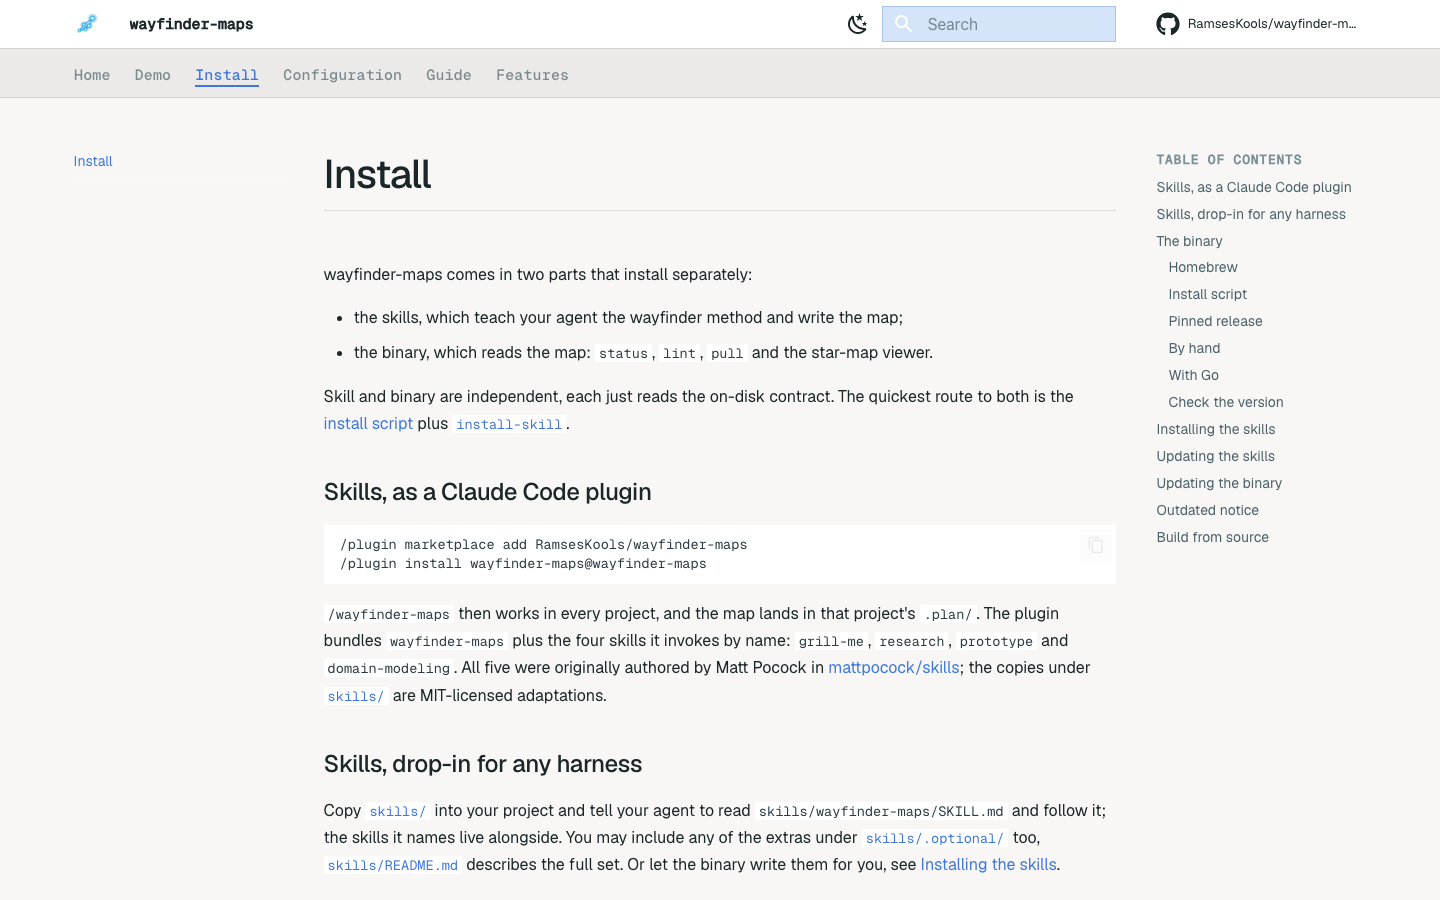 wayfinder-maps
Search
RamsesKools/wayfinder-m...
Home
Demo
Install
Configuration
Guide
Features
Install
Install
wayfinder-maps comes in two parts that install separately:
• the skills, which teach your agent the wayfinder method and write the map;
• the binary, which reads the map: status, lint, pull and the star-map viewer.
Skill and binary are independent, each just reads the on-disk contract. The quickest route to both is the
install script plus install-skill.
Skills, as a Claude Code plugin
/plugin marketplace add RamsesKools/wayfinder-maps
/plugin install wayfinder-maps@wayfinder-maps
/wayfinder-maps then works in every project, and the map lands in that project's .plan/. The plugin
bundles wayfinder-maps plus the four skills it invokes by name: grill-me, research, prototype and
domain-modeling. All five were originally authored by Matt Pocock in mattpocock/skills; the copies under
skills/ are MIT-licensed adaptations.
Skills, drop-in for any harness
Copy skills/ into your project and tell your agent to read skills/wayfinder-maps/SKILL.md and follow it;
the skills it names live alongside. You may include any of the extras under skills/.optional/ too,
skills/README.md describes the full set. Or let the binary write them for you, see Installing the skills.
TABLE OF CONTENTS
Skills, as a Claude Code plugin
Skills, drop-in for any harness
The binary
Homebrew
Install script
Pinned release
By hand
With Go
Check the version
Installing the skills
Updating the skills
Updating the binary
Outdated notice
Build from source